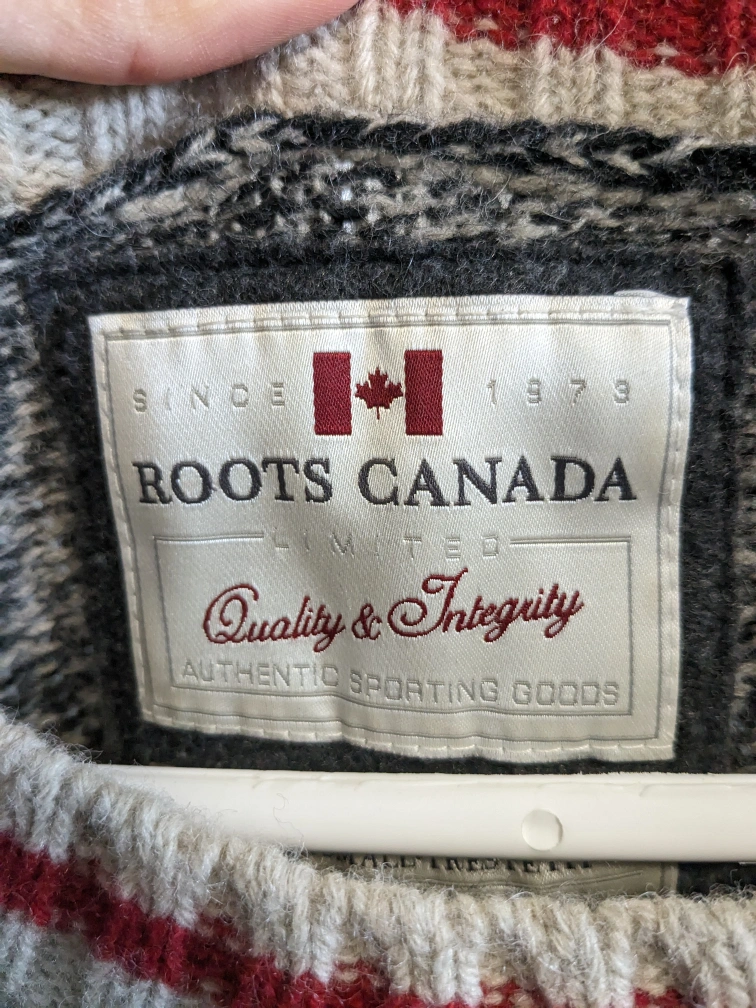 SINCE 1973
ROOTS CANADA
LIMITED
Quality & Integrity
AUTHENTIC SPORTING GOODS